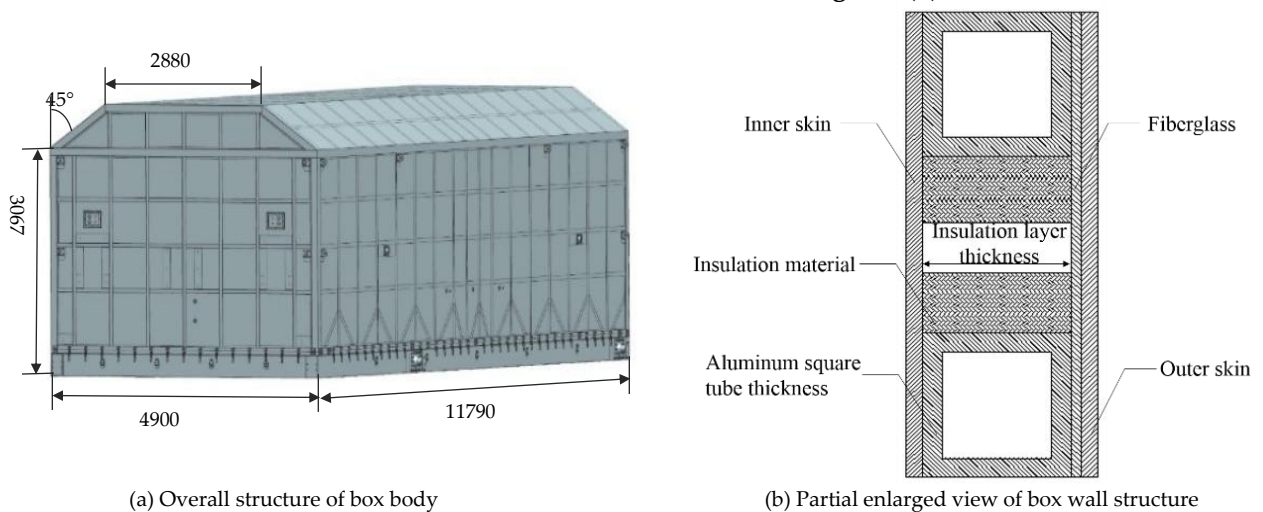 2880
45°
3067
4900
11790
(a) Overall structure of box body
Inner skin
Fiberglass
Insulation layer
thickness
Insulation material
Aluminum square
tube thickness
Outer skin
(b) Partial enlarged view of box wall structure